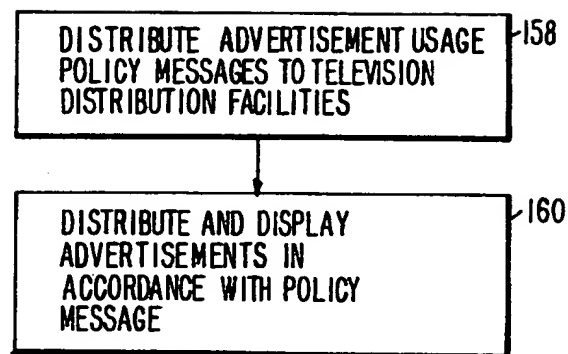 DISTRIBUTE ADVERTISEMENT USAGE
POLICY MESSAGES TO TELEVISION
DISTRIBUTION FACILITIES
158
DISTRIBUTE AND DISPLAY
ADVERTISEMENTS IN
ACCORDANCE WITH POLICY
MESSAGE
160